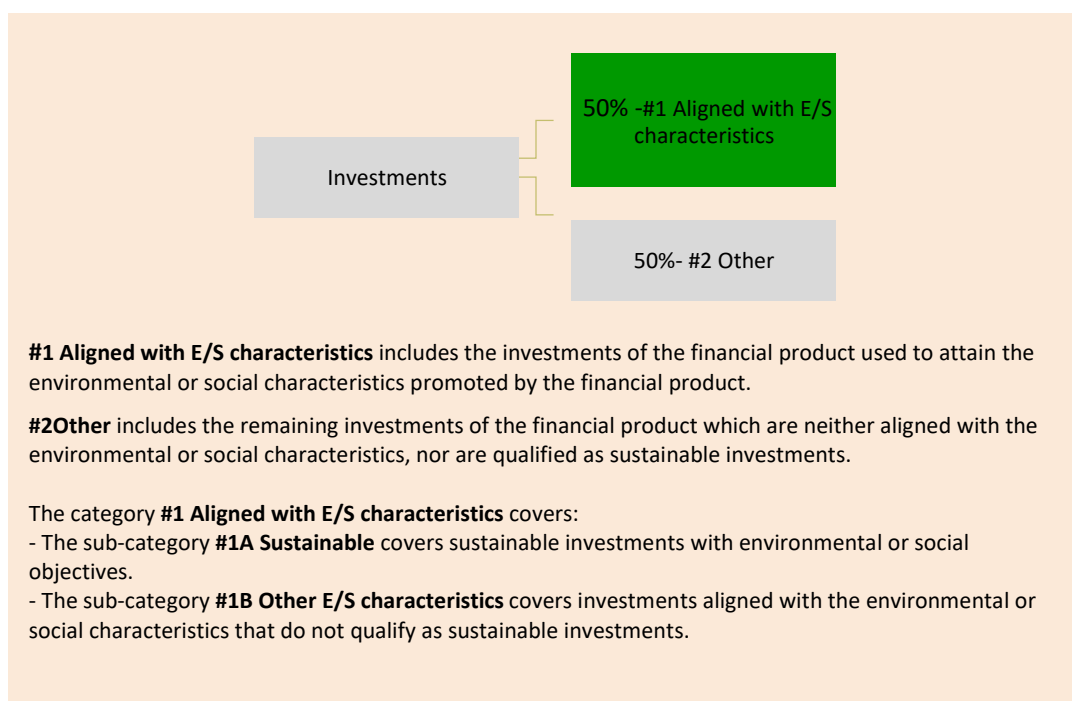 50% -#1 Aligned with E/S
characteristics
Investments
50%- #2 Other
#1 Aligned with E/S characteristics includes the investments of the financial product used to attain the
environmental or social characteristics promoted by the financial product.
#2Other includes the remaining investments of the financial product which are neither aligned with the
environmental or social characteristics, nor are qualified as sustainable investments.
The category #1 Aligned with E/S characteristics covers:
- The sub-category #1A Sustainable covers sustainable investments with environmental or social
objectives.
- The sub-category #1B Other E/S characteristics covers investments aligned with the environmental or
social characteristics that do not qualify as sustainable investments.